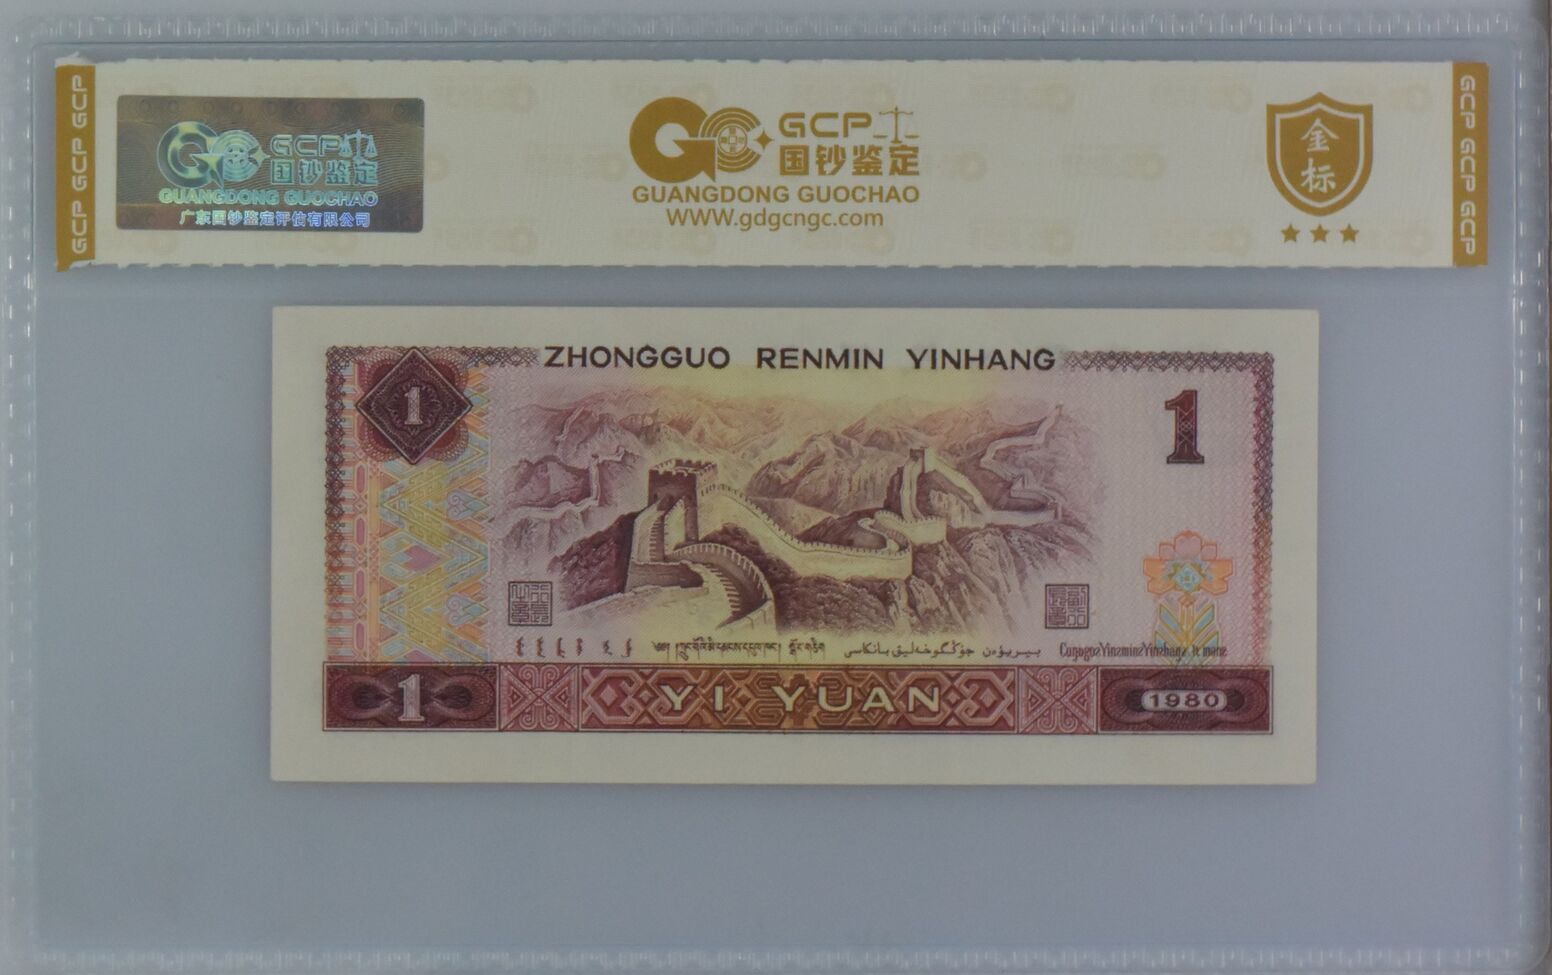 GCP GCP GCP
GCP
国钞鉴定
GUANGDONG GUOCHAO
广东国钞鉴定评估有限公司
GCP
国钞鉴定
GUANGDONG GUOCHAO
WWW.gdgcngc.com
金标
GCP GCP GCP
ZHONGGUO RENMIN YINHANG
1
1
1
YI YUAN
1980